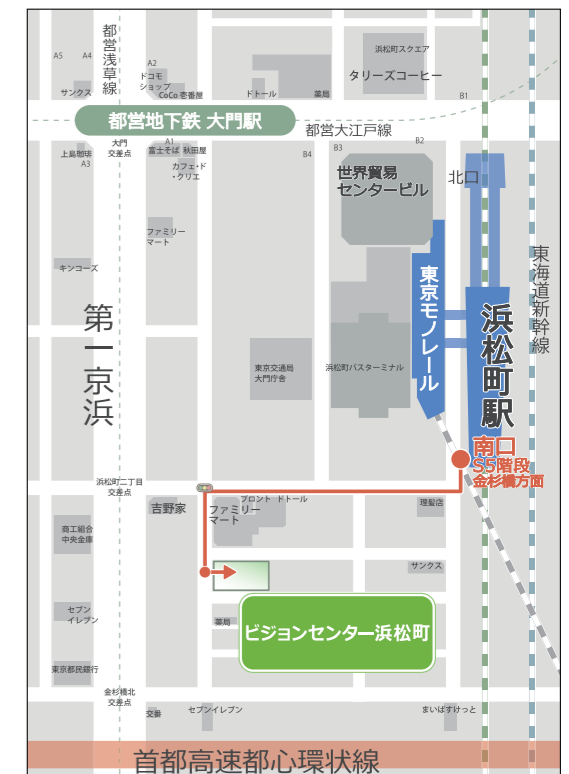 都営浅草線
A5
A4
A2
ドコモ
ショップ
サンクス
CoCo 壱番屋
ドトール
薬局
浜松町スクエア
タリーズコーヒー
B1
都営地下鉄 大門駅
都営大江戸線
大門
交差点
上島珈琲
A3
A1
富士そば 秋田屋
カフェ・ド
・クリエ
B4
B3
B2
世界貿易
センタービル
北口
ファミリー
マート
キンコーズ
東京モノレール
東海道新幹線
第一京浜
浜松町駅
東京交通局
大門庁舎
浜松町バスターミナル
南口
S5階段
金杉橋方面
浜松町二丁目
交差点
吉野家
ファミリー
マート
プロント ドトール
理髪店
商工組合
中央金庫
サンクス
セブン
イレブン
薬局
ビジョンセンター浜松町
東京都民銀行
金杉橋北
交差点
交番
セブンイレブン
まいばすけっと
首都高速都心環状線